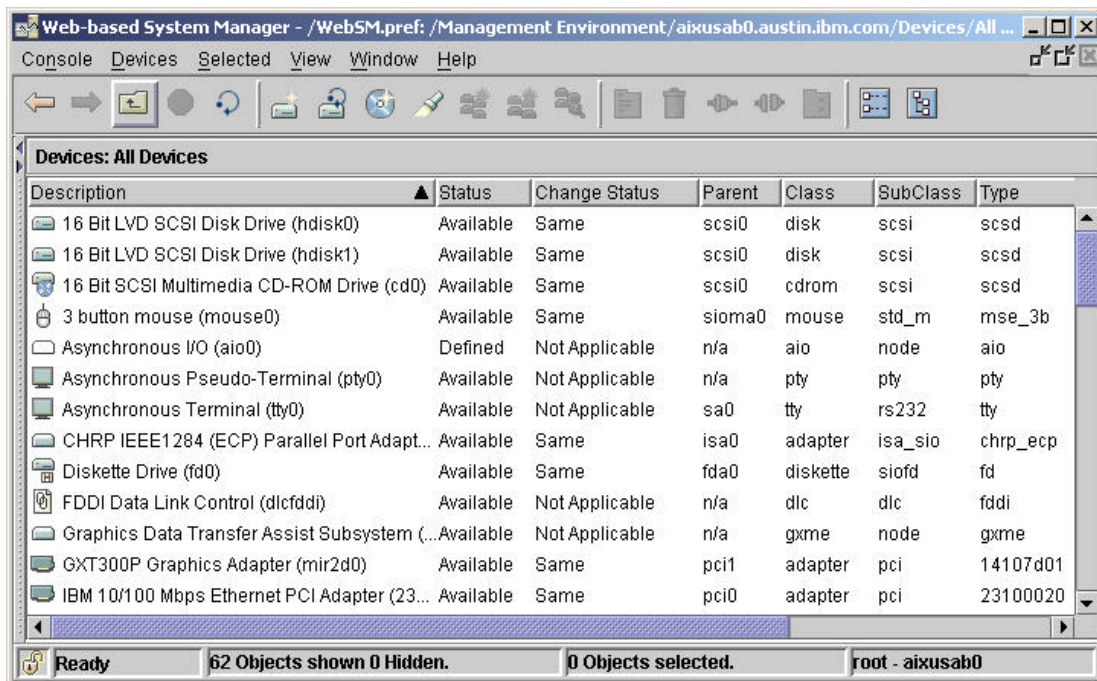 Web-based System Manager - /WebSM.pref: /Management Environment/aixusab0.austin.ibm.com/Devices/All ...
Console Devices Selected View Window Help
Devices: All Devices
Description Status Change Status Parent Class SubClass Type
16 Bit LVD SCSI Disk Drive (hdisk0) Available Same scsi0 disk scsi scsd
16 Bit LVD SCSI Disk Drive (hdisk1) Available Same scsi0 disk scsi scsd
16 Bit SCSI Multimedia CD-ROM Drive (cd0) Available Same scsi0 cdrom scsi scsd
3 button mouse (mouse0) Available Same sioma0 mouse std_m mse_3b
Asynchronous I/O (aio0) Defined Not Applicable n/a aio node aio
Asynchronous Pseudo-Terminal (pty0) Available Not Applicable n/a pty pty pty
Asynchronous Terminal (tty0) Available Not Applicable sa0 tty rs232 tty
CHRP IEEE1284 (ECP) Parallel Port Adapt... Available Same isa0 adapter isa_sio chrp_ecp
Diskette Drive (fd0) Available Same fda0 diskette siofd fd
FDDI Data Link Control (dlcfddi) Available Not Applicable n/a dlc dlc fddi
Graphics Data Transfer Assist Subsystem (... Available Not Applicable n/a gxme node gxme
GXT300P Graphics Adapter (mir2d0) Available Same pci1 adapter pci 14107d01
IBM 10/100 Mbps Ethernet PCI Adapter (23... Available Same pci0 adapter pci 23100020
Ready 62 Objects shown 0 Hidden. 0 Objects selected. root - aixusab0